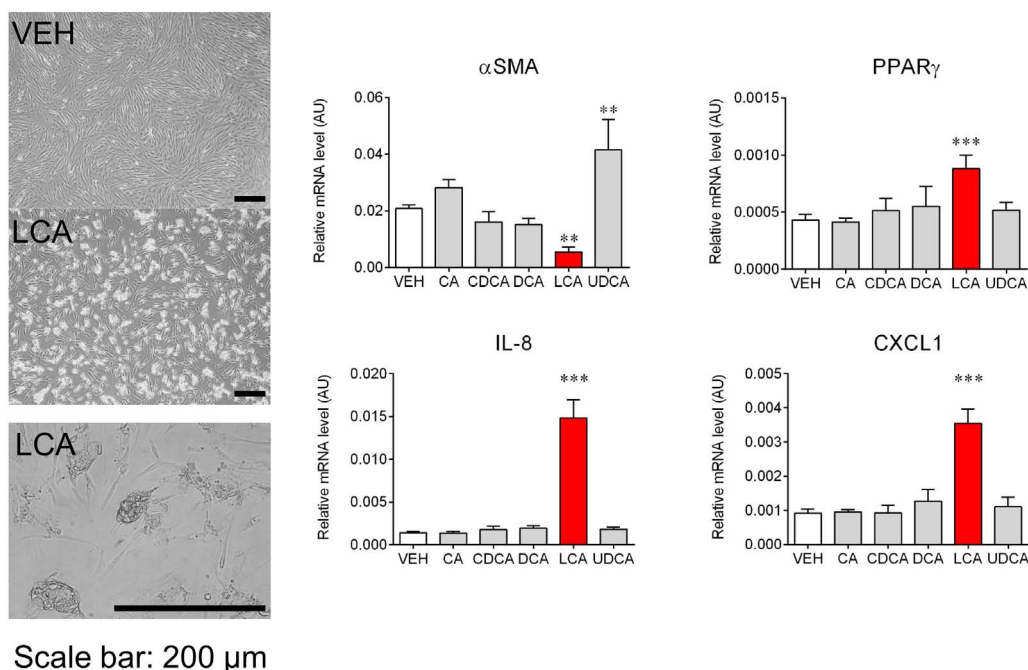 VEH
LCA
LCA
Scale bar: 200 µm
αSMA
Relative mRNA level (AU)
0.06
0.04
0.02
0.00
**
**
VEH CA CDCA DCA LCA UDCA
PPARγ
Relative mRNA level (AU)
0.0015
0.0010
0.0005
0.0000
***
VEH CA CDCA DCA LCA UDCA
IL-8
Relative mRNA level (AU)
0.020
0.015
0.010
0.005
0.000
***
VEH CA CDCA DCA LCA UDCA
CXCL1
Relative mRNA level (AU)
0.005
0.004
0.003
0.002
0.001
0.000
***
VEH CA CDCA DCA LCA UDCA